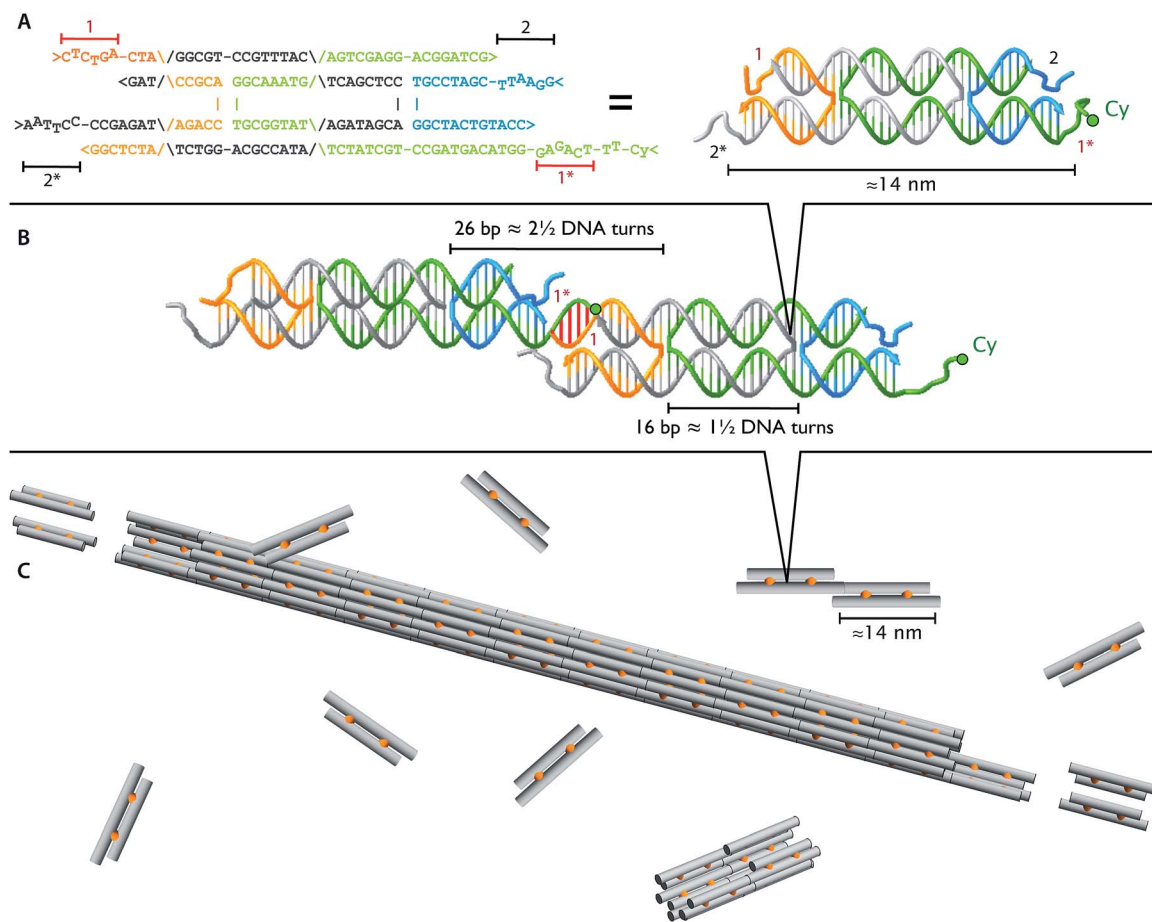 A
1
2
>CTCTGA-CTA\/GGCGT-CCGTTTAC\/AGTCGAGG-ACGGATCG>
<GAT/\CCGCA GGCAAATG/\TCAGCTCC TGCCTAGC-TTAAGG<
>AATTCC-CCGAGAT\/AGACC TGCGGTAT\/AGATAGCA GGCTACTGTACC>
<GGCTCTA/\TCTGG-ACGCCATA/\TCTATCGT-CCGATGACATGG-GAGACT-TT-Cy<
2*
1*
=
1
2
Cy
2*
1*
≈14 nm
B
26 bp ≈ 2½ DNA turns
1*
1
Cy
16 bp ≈ 1½ DNA turns
C
≈14 nm